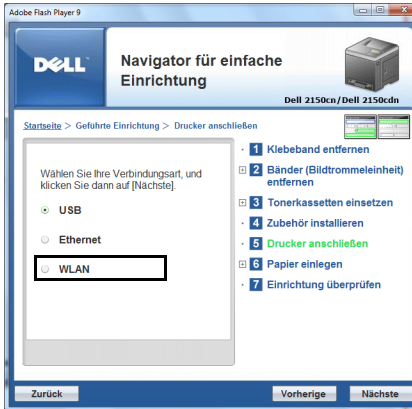 Adobe Flash Player 9
DELL
Navigator für einfache
Einrichtung
Dell 2150cn/Dell 2150cdn
Startseite > Geführte Einrichtung > Drucker anschließen
Wählen Sie Ihre Verbindungsart, und
klicken Sie dann auf [Nächste].
USB
Ethernet
WLAN
1 Klebeband entfernen
2 Bänder (Bildtrommeleinheit)
entfernen
3 Tonerkassetten einsetzen
4 Zubehör installieren
5 Drucker anschließen
6 Papier einlegen
7 Einrichtung überprüfen
Zurück
Vorherige
Nächste